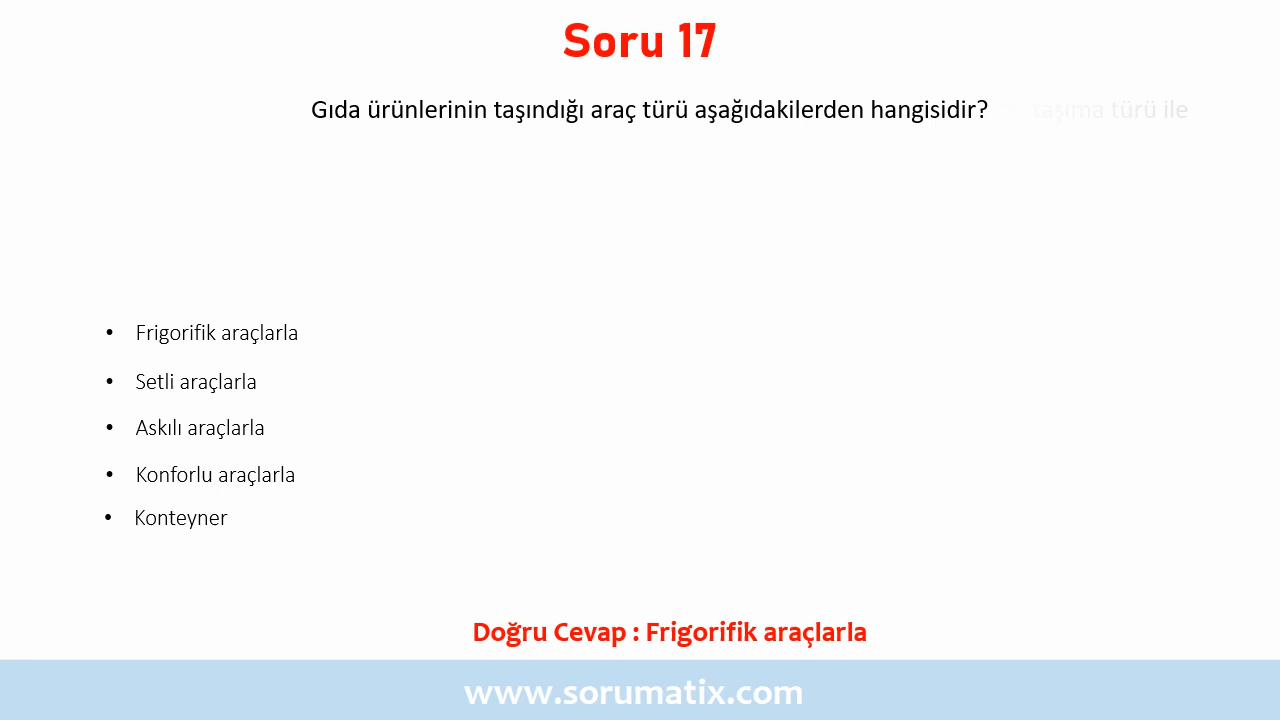 Soru 17
Gıda ürünlerinin taşındığı araç türü aşağıdakilerden hangisidir? taşıma türü ile
• Frigorifik araçlarla
• Setli araçlarla
• Askılı araçlarla
• Konforlu araçlarla
• Konteyner
Doğru Cevap : Frigorifik araçlarla
www.sorumatix.com